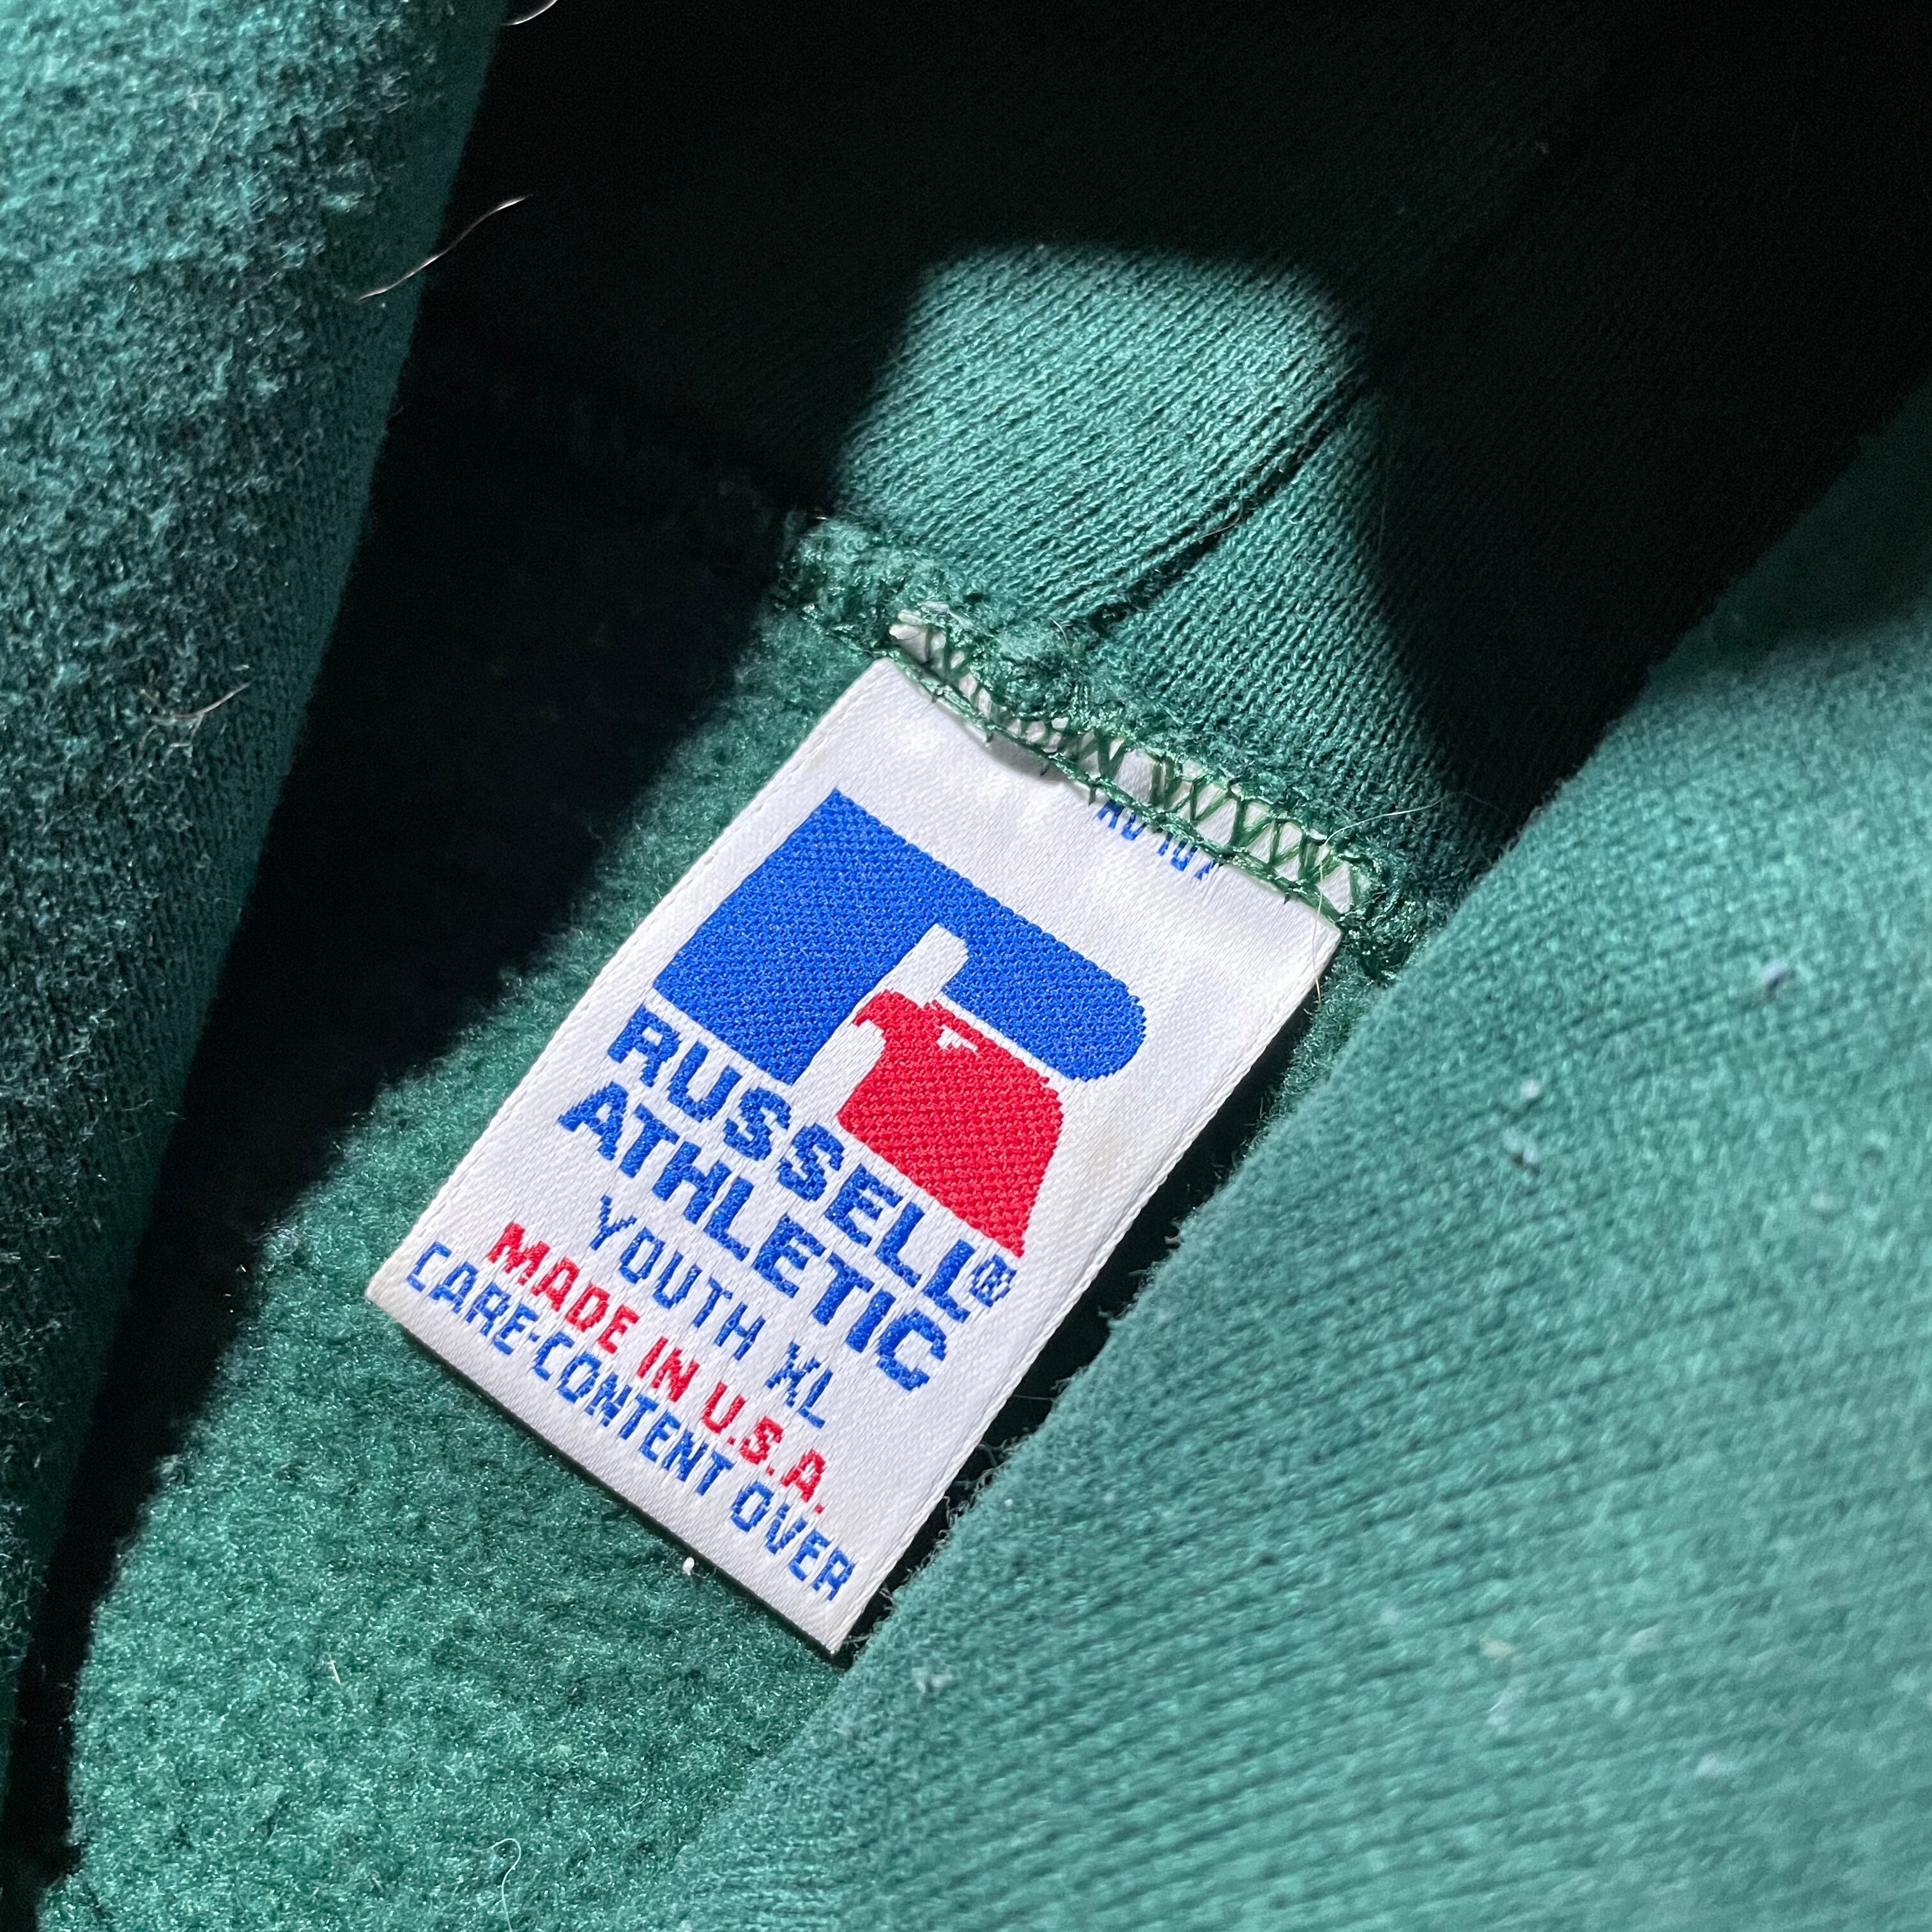 RUSSELL®
ATHLETIC
YOUTH XL
MADE IN U.S.A.
CARE-CONTENT OVER